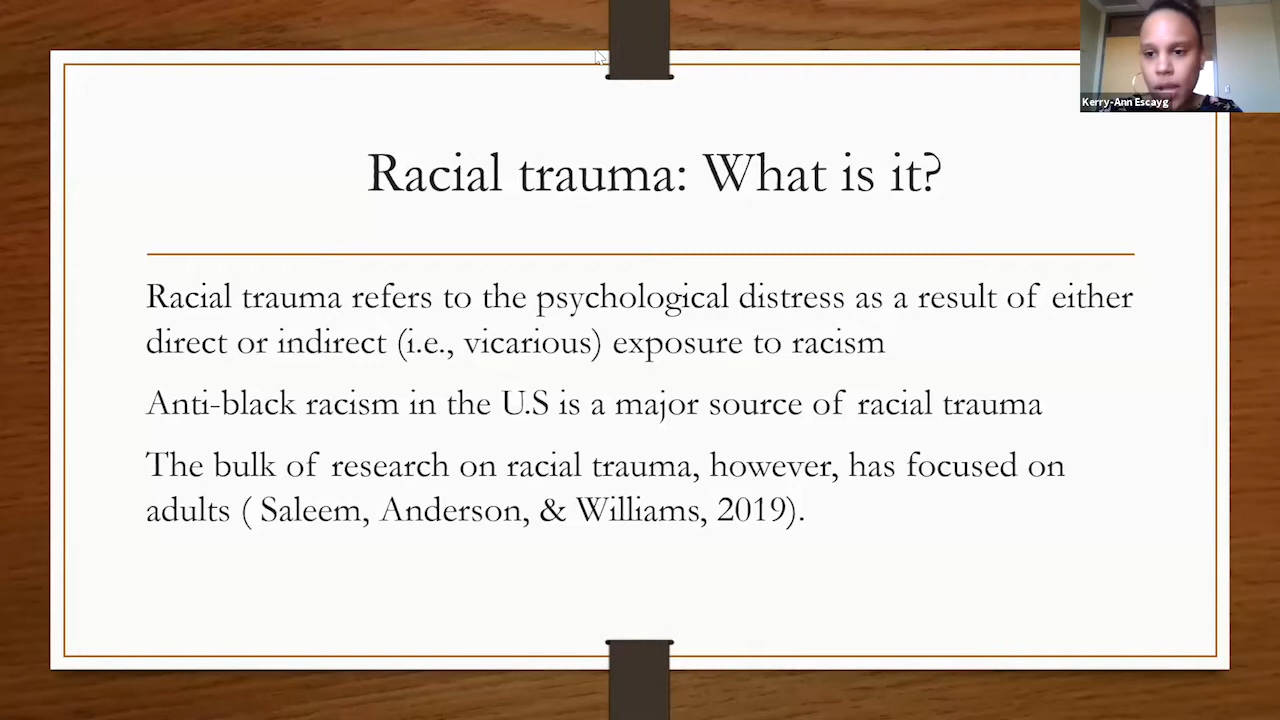 Kerry-Ann Escayg
Racial trauma: What is it?
Racial trauma refers to the psychological distress as a result of either
direct or indirect (i.e., vicarious) exposure to racism
Anti-black racism in the U.S is a major source of racial trauma
The bulk of research on racial trauma, however, has focused on
adults ( Saleem, Anderson, & Williams, 2019).